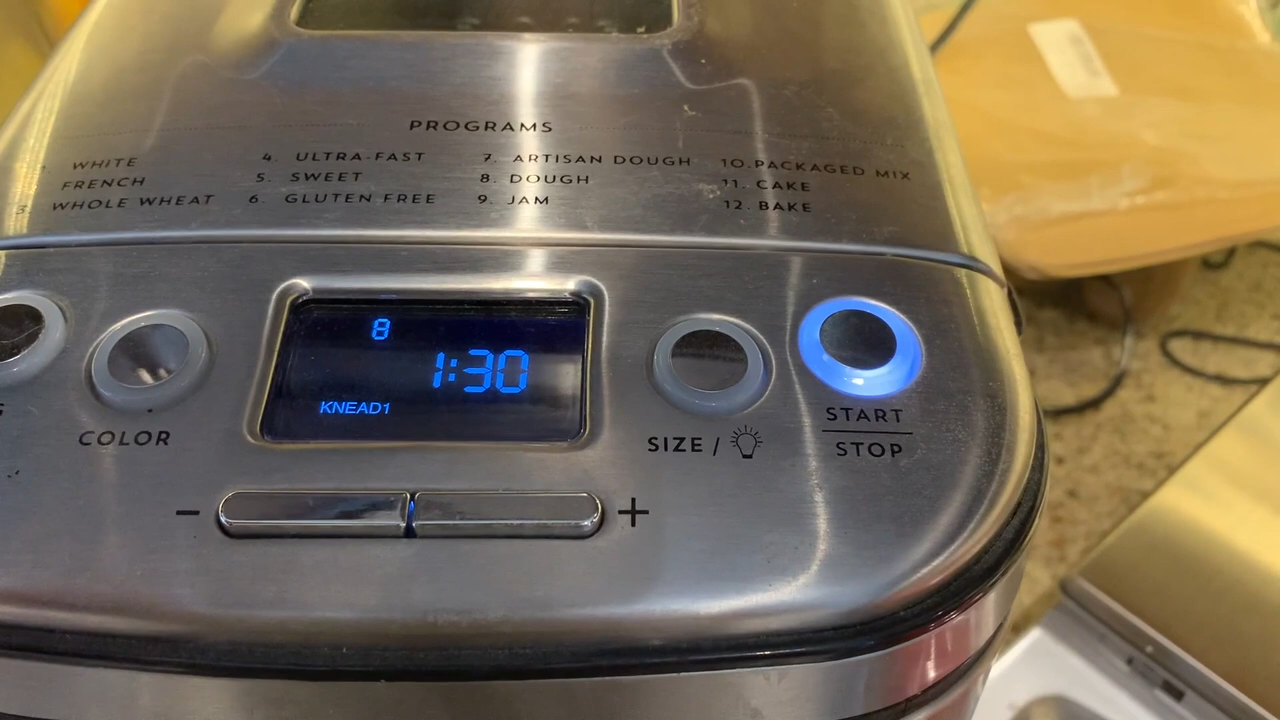 PROGRAMS
WHITE
FRENCH
3. WHOLE WHEAT
4. ULTRA-FAST
5. SWEET
6. GLUTEN FREE
7. ARTISAN DOUGH
8. DOUGH
9. JAM
10. PACKAGED MIX
11. CAKE
12. BAKE
8
1:30
KNEAD1
COLOR
SIZE /
START
STOP
- +